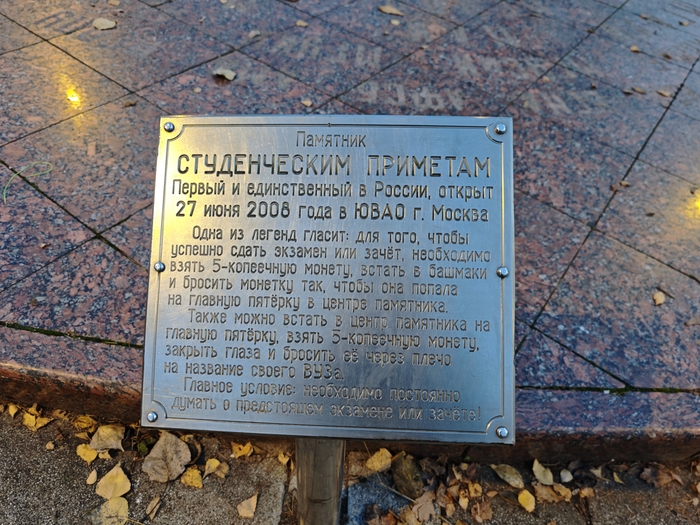 Памятник
СТУДЕНЧЕСКИМ ПРИМЕТАМ
Первый и единственный в России, открыт
27 июня 2008 года в ЮВАО г. Москва
Одна из легенд гласит: для того, чтобы
успешно сдать экзамен или зачёт, необходимо
взять 5-копеечную монету, встать в башмаки
и бросить монетку так, чтобы она попала
на главную пятёрку в центре памятника.
Также можно встать в центр памятника на
главную пятёрку, взять 5-копеечную монету,
закрыть глаза и бросить её через плечо
на название своего ВУЗа.
Главное условие: необходимо постоянно
думать о предстоящем экзамене или зачёте!